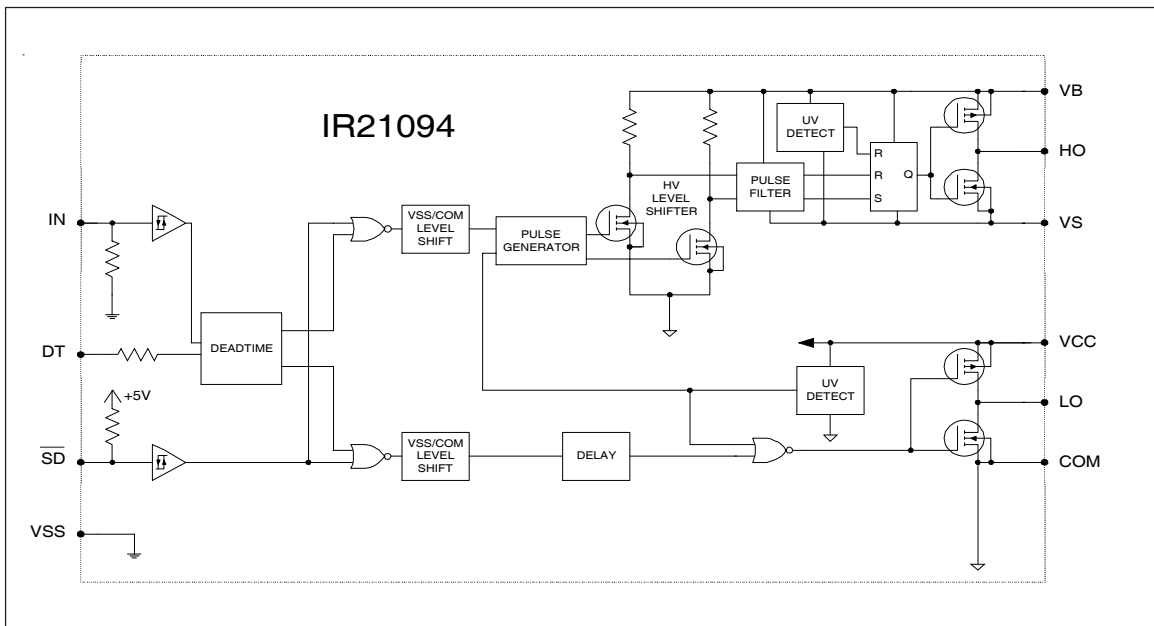 IR21094
VB
UV
DETECT
R
HO
R
Q
PULSE
FILTER
S
HV
LEVEL
SHIFTER
VS
IN
VSS/COM
LEVEL
SHIFT
PULSE
GENERATOR
DEADTIME
DT
VCC
+5V
UV
DETECT
LO
SD
VSS/COM
LEVEL
SHIFT
DELAY
COM
VSS